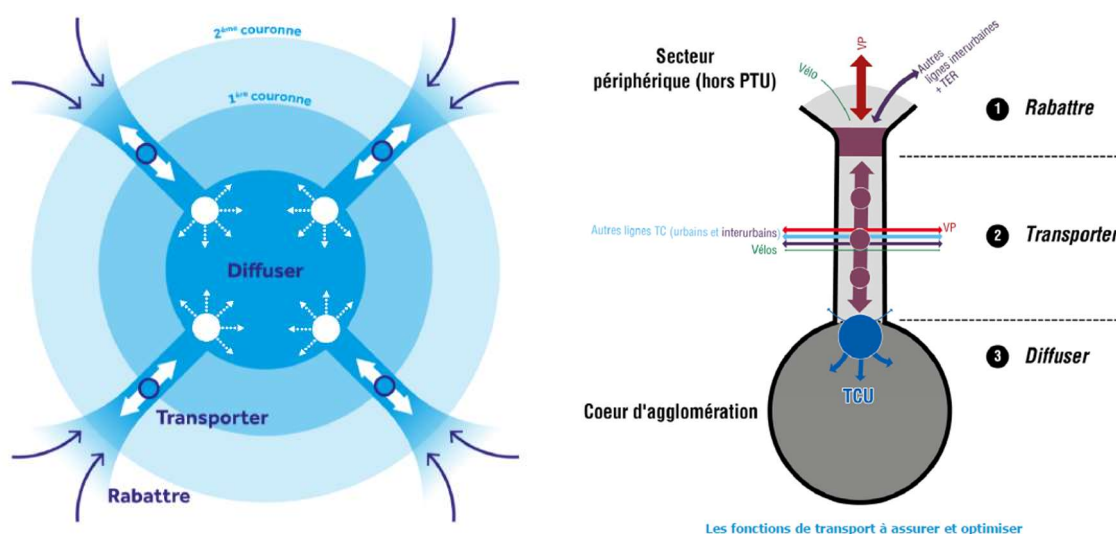 2ème couronne
1ère couronne
Diffuser
Transporter
Rabattre
Secteur
périphérique (hors PTU)
Vélo
VP
Autres
lignes interurbaines
+ TER
1 Rabattre
Autres lignes TC (urbains et interurbains)
Vélos
VP
2 Transporter
3 Diffuser
TCU
Coeur d'agglomération
Les fonctions de transport à assurer et optimiser